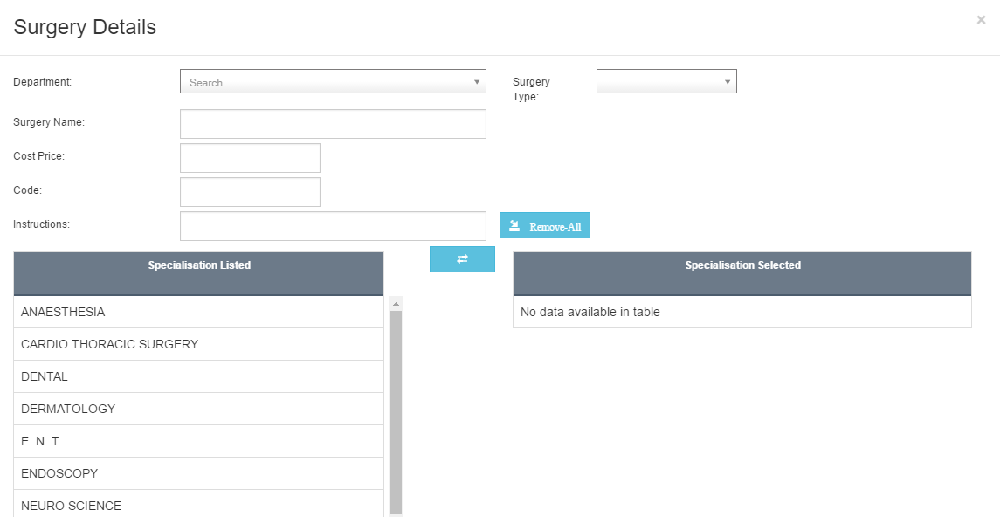 Surgery Details
×
Department:
Search
Surgery
Type:
Surgery Name:
Cost Price:
Code:
Instructions:
Remove-All
Specialisation Listed
Specialisation Selected
ANAESTHESIA
No data available in table
CARDIO THORACIC SURGERY
DENTAL
DERMATOLOGY
E. N. T.
ENDOSCOPY
NEURO SCIENCE